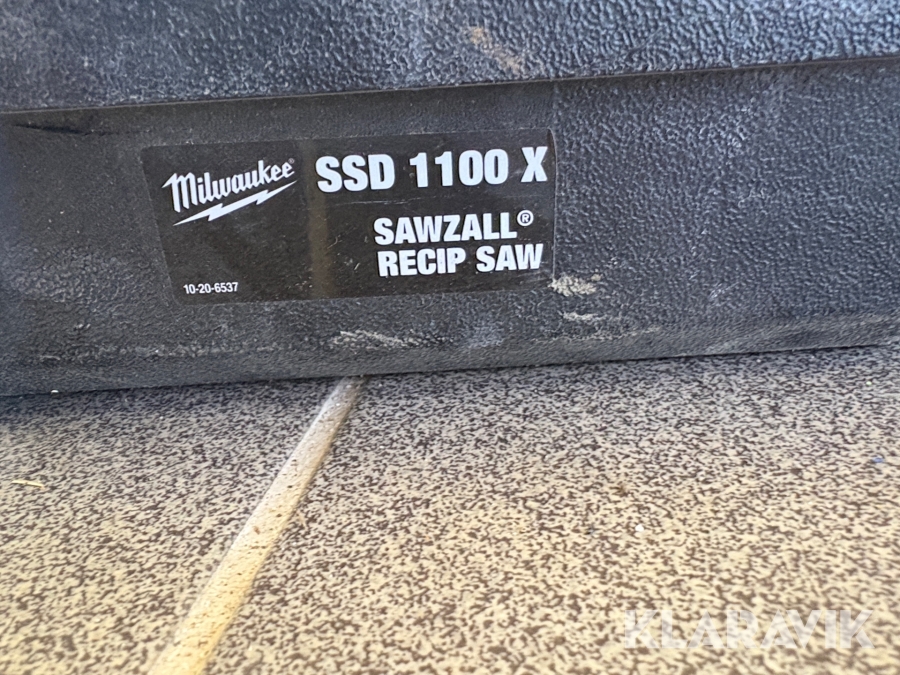 Milwaukee®
SSD 1100 X
SAWZALL®
RECIP SAW
10-20-6537
KLARAVIK